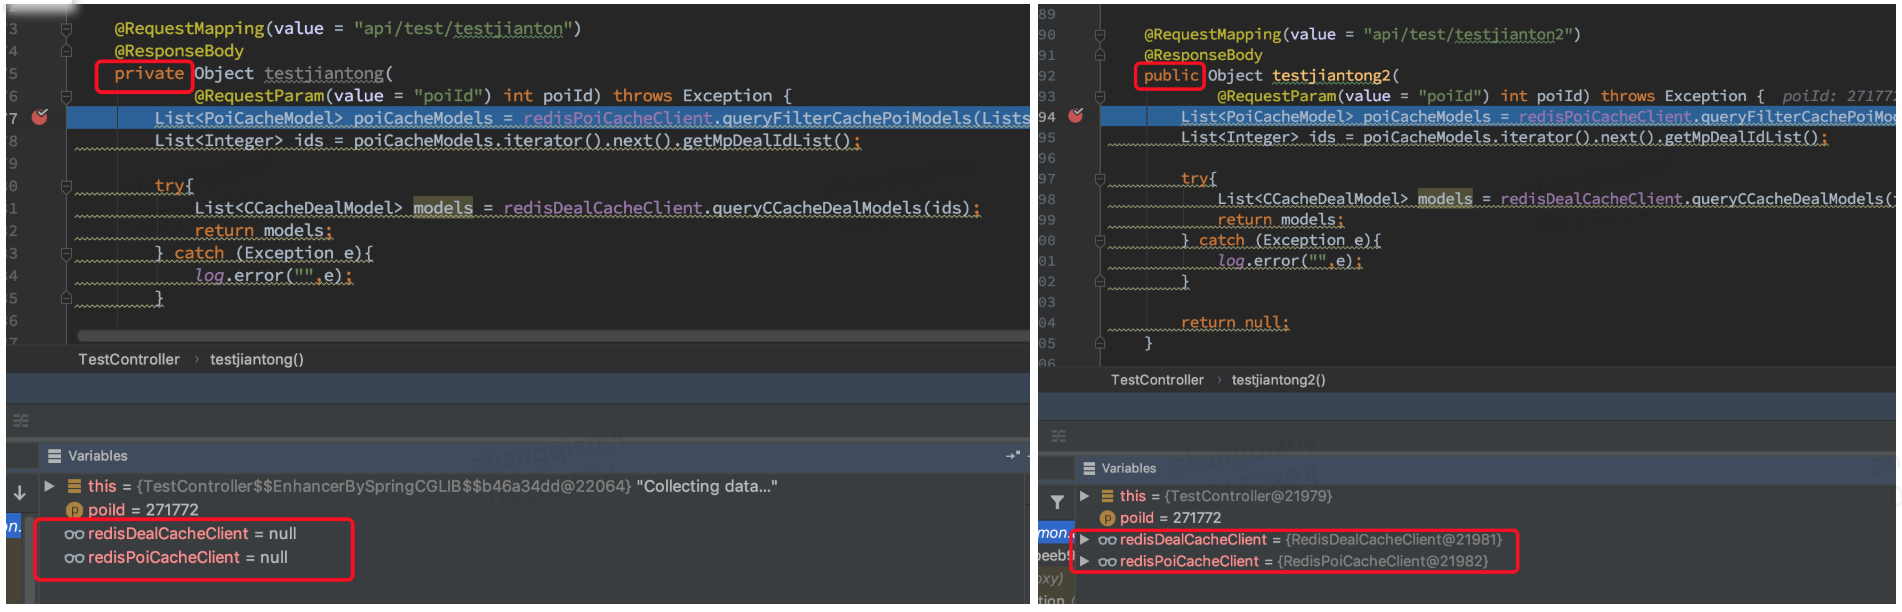 3
@RequestMapping(value = "api/test/testjianton")
4
@ResponseBody
5
private Object testjiantong(
6
@RequestParam(value = "poiId") int poiId) throws Exception {
7
List<PoiCacheModel> poiCacheModels = redisPoiCacheClient.queryFilterCachePoiModels(Lists
8
List<Integer> ids = poiCacheModels.iterator().next().getMpDealIdList();
0
try{
1
List<CCacheDealModel> models = redisDealCacheClient.queryCCacheDealModels(ids);
2
return models;
3
} catch (Exception e){
4
log.error("",e);
5
}
6
7
TestController › testjiantong()
Variables
this = {TestController$$EnhancerBySpringCGLIB$$b46a34dd@22064} "Collecting data..."
p poiId = 271772
on.
redisDealCacheClient = null
redisPoiCacheClient = null
89
90
@RequestMapping(value = "api/test/testjianton2")
91
@ResponseBody
92
public Object testjiantong2(
93
@RequestParam(value = "poiId") int poiId) throws Exception { poiId: 271772
94
List<PoiCacheModel> poiCacheModels = redisPoiCacheClient.queryFilterCachePoiMod
95
List<Integer> ids = poiCacheModels.iterator().next().getMpDealIdList();
96
97
try{
98
List<CCacheDealModel> models = redisDealCacheClient.queryCCacheDealModels(i
99
return models;
00
} catch (Exception e){
01
log.error("",e);
02
}
03
04
return null;
05
}
06
TestController › testjiantong2()
Variables
this = {TestController@21979}
p poiId = 271772
mon.
redisDealCacheClient = {RedisDealCacheClient@21981}
redisPoiCacheClient = {RedisPoiCacheClient@21982}
oxy)
tion (
zhangqianyi